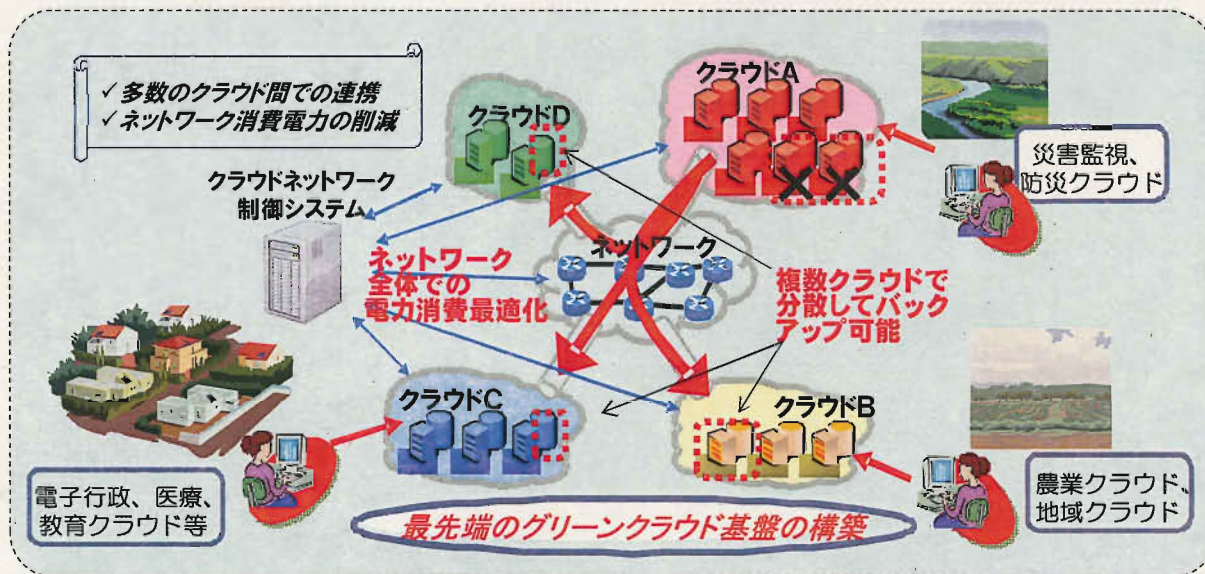 ✓多数のクラウド間での連携
✓ネットワーク消費電力の削減
クラウドD
クラウドA
災害監視、
防災クラウド
クラウドネットワーク
制御システム
ネットワーク
ネットワーク
全体での
電力消費最適化
複数クラウドで
分散してバック
アップ可能
クラウドC
クラウドB
電子行政、医療、
教育クラウド等
農業クラウド、
地域クラウド
最先端のグリーンクラウド基盤の構築